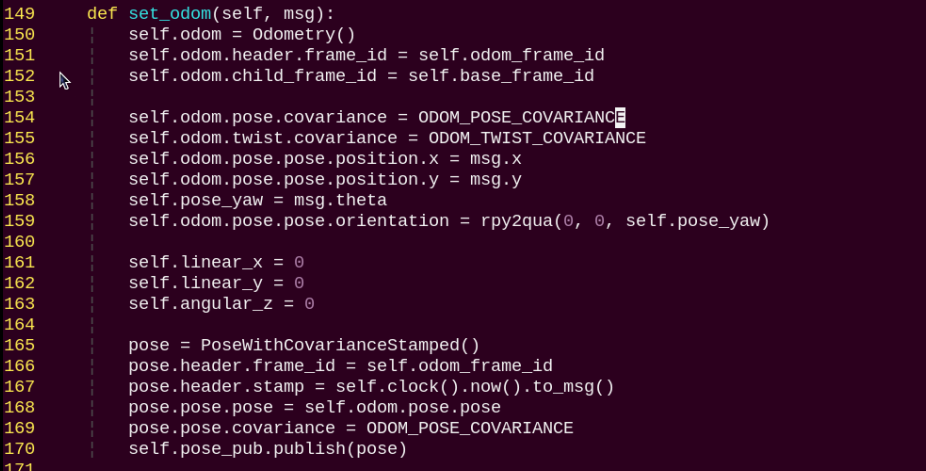 149     def set_odom(self, msg):
150         self.odom = Odometry()
151         self.odom.header.frame_id = self.odom_frame_id
152         self.odom.child_frame_id = self.base_frame_id
153
154         self.odom.pose.covariance = ODOM_POSE_COVARIANCE
155         self.odom.twist.covariance = ODOM_TWIST_COVARIANCE
156         self.odom.pose.pose.position.x = msg.x
157         self.odom.pose.pose.position.y = msg.y
158         self.pose_yaw = msg.theta
159         self.odom.pose.pose.orientation = rpy2qua(0, 0, self.pose_yaw)
160
161         self.linear_x = 0
162         self.linear_y = 0
163         self.angular_z = 0
164
165         pose = PoseWithCovarianceStamped()
166         pose.header.frame_id = self.odom_frame_id
167         pose.header.stamp = self.clock().now().to_msg()
168         pose.pose.pose = self.odom.pose.pose
169         pose.pose.covariance = ODOM_POSE_COVARIANCE
170         self.pose_pub.publish(pose)
171